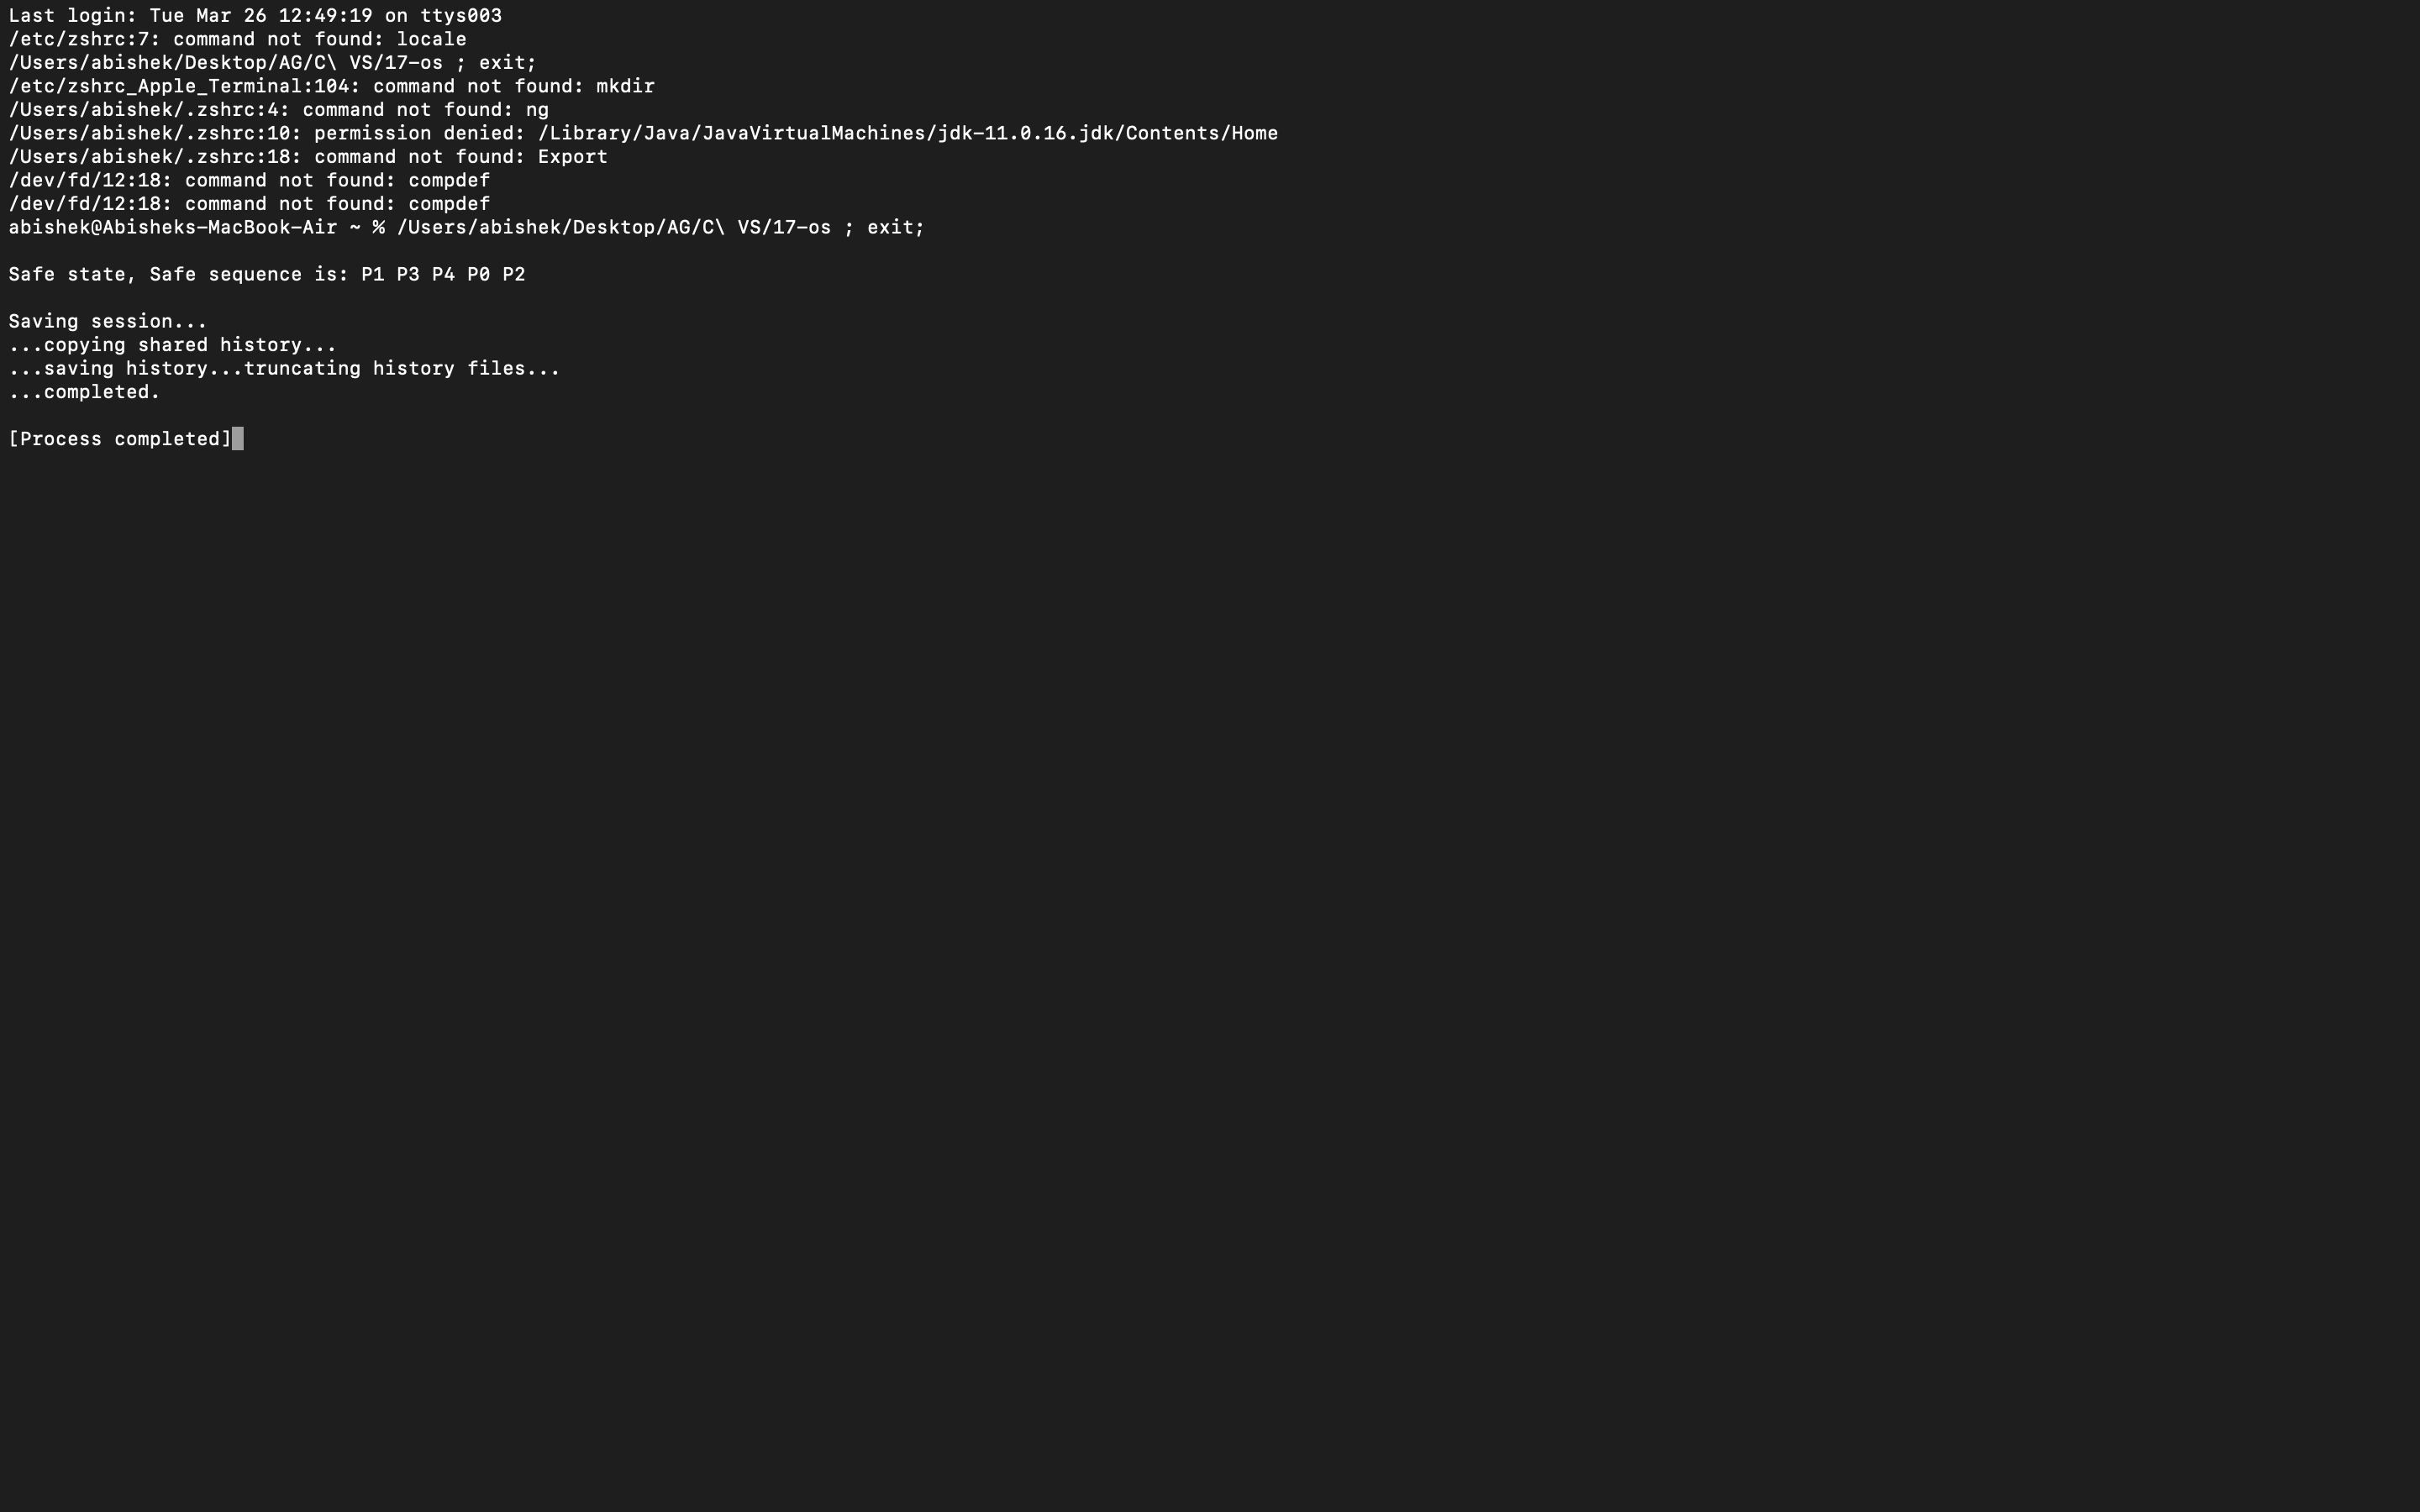 Last login: Tue Mar 26 12:49:19 on ttys003
/etc/zshrc:7: command not found: locale
/Users/abishek/Desktop/AG/C\ VS/17-os ; exit;
/etc/zshrc_Apple_Terminal:104: command not found: mkdir
/Users/abishek/.zshrc:4: command not found: ng
/Users/abishek/.zshrc:10: permission denied: /Library/Java/JavaVirtualMachines/jdk-11.0.16.jdk/Contents/Home
/Users/abishek/.zshrc:18: command not found: Export
/dev/fd/12:18: command not found: compdef
/dev/fd/12:18: command not found: compdef
abishek@Abisheks-MacBook-Air ~ % /Users/abishek/Desktop/AG/C\ VS/17-os ; exit;
Safe state, Safe sequence is: P1 P3 P4 P0 P2
Saving session...
...copying shared history...
...saving history...truncating history files...
...completed.
[Process completed]